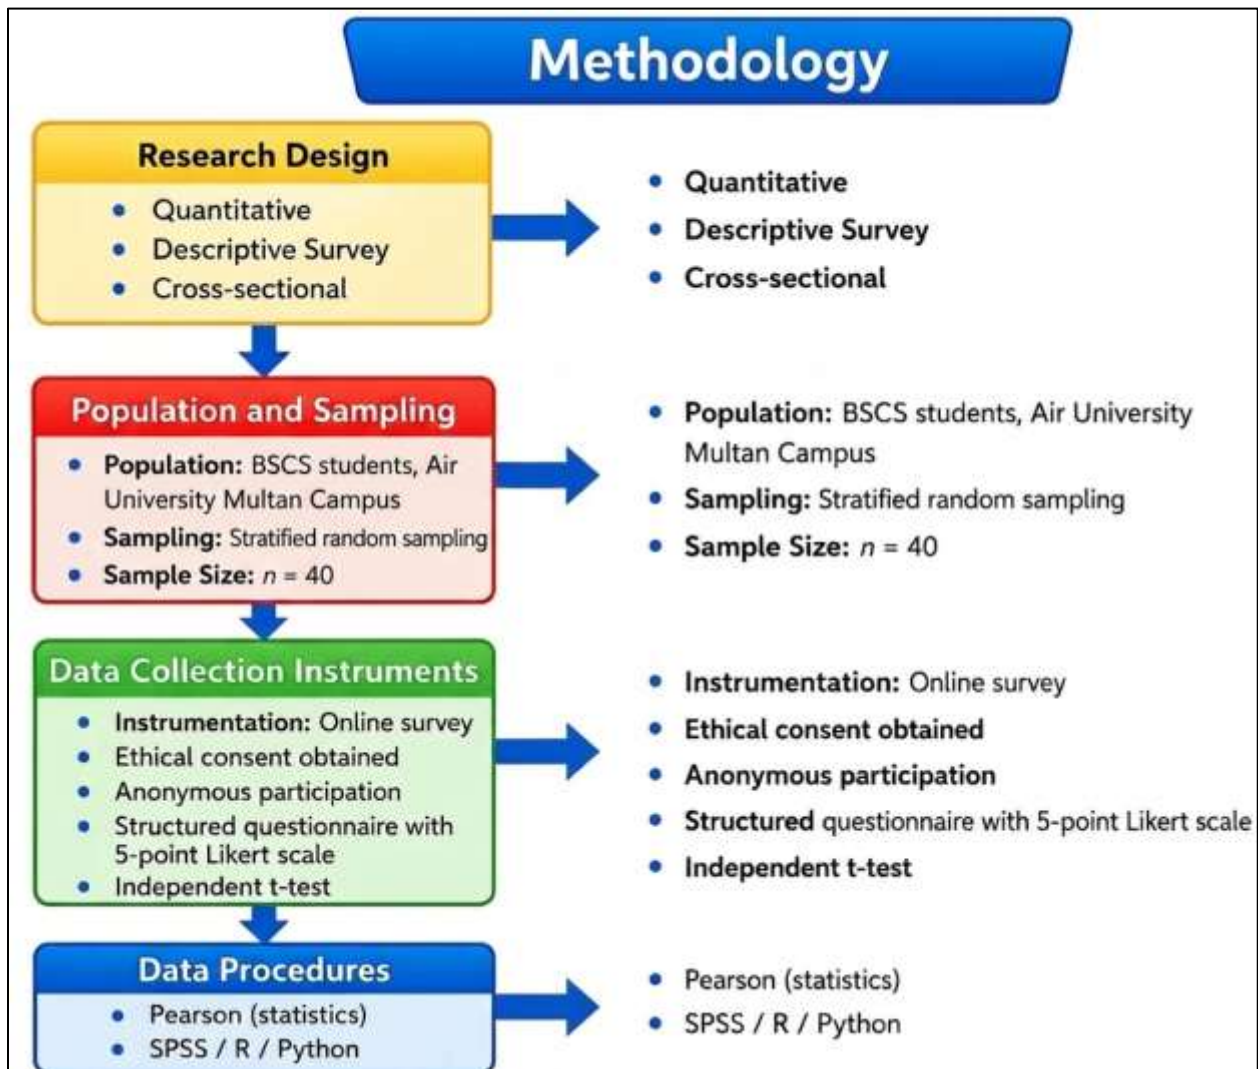 Methodology
Research Design
• Quantitative
• Descriptive Survey
• Cross-sectional
• Quantitative
• Descriptive Survey
• Cross-sectional
Population and Sampling
• Population: BSCS students, Air
University Multan Campus
• Sampling: Stratified random sampling
• Sample Size: n = 40
• Population: BSCS students, Air University
Multan Campus
• Sampling: Stratified random sampling
• Sample Size: n = 40
Data Collection Instruments
• Instrumentation: Online survey
• Ethical consent obtained
• Anonymous participation
• Structured questionnaire with
5-point Likert scale
• Independent t-test
• Instrumentation: Online survey
• Ethical consent obtained
• Anonymous participation
• Structured questionnaire with 5-point Likert scale
• Independent t-test
Data Procedures
• Pearson (statistics)
• SPSS / R / Python
• Pearson (statistics)
• SPSS / R / Python